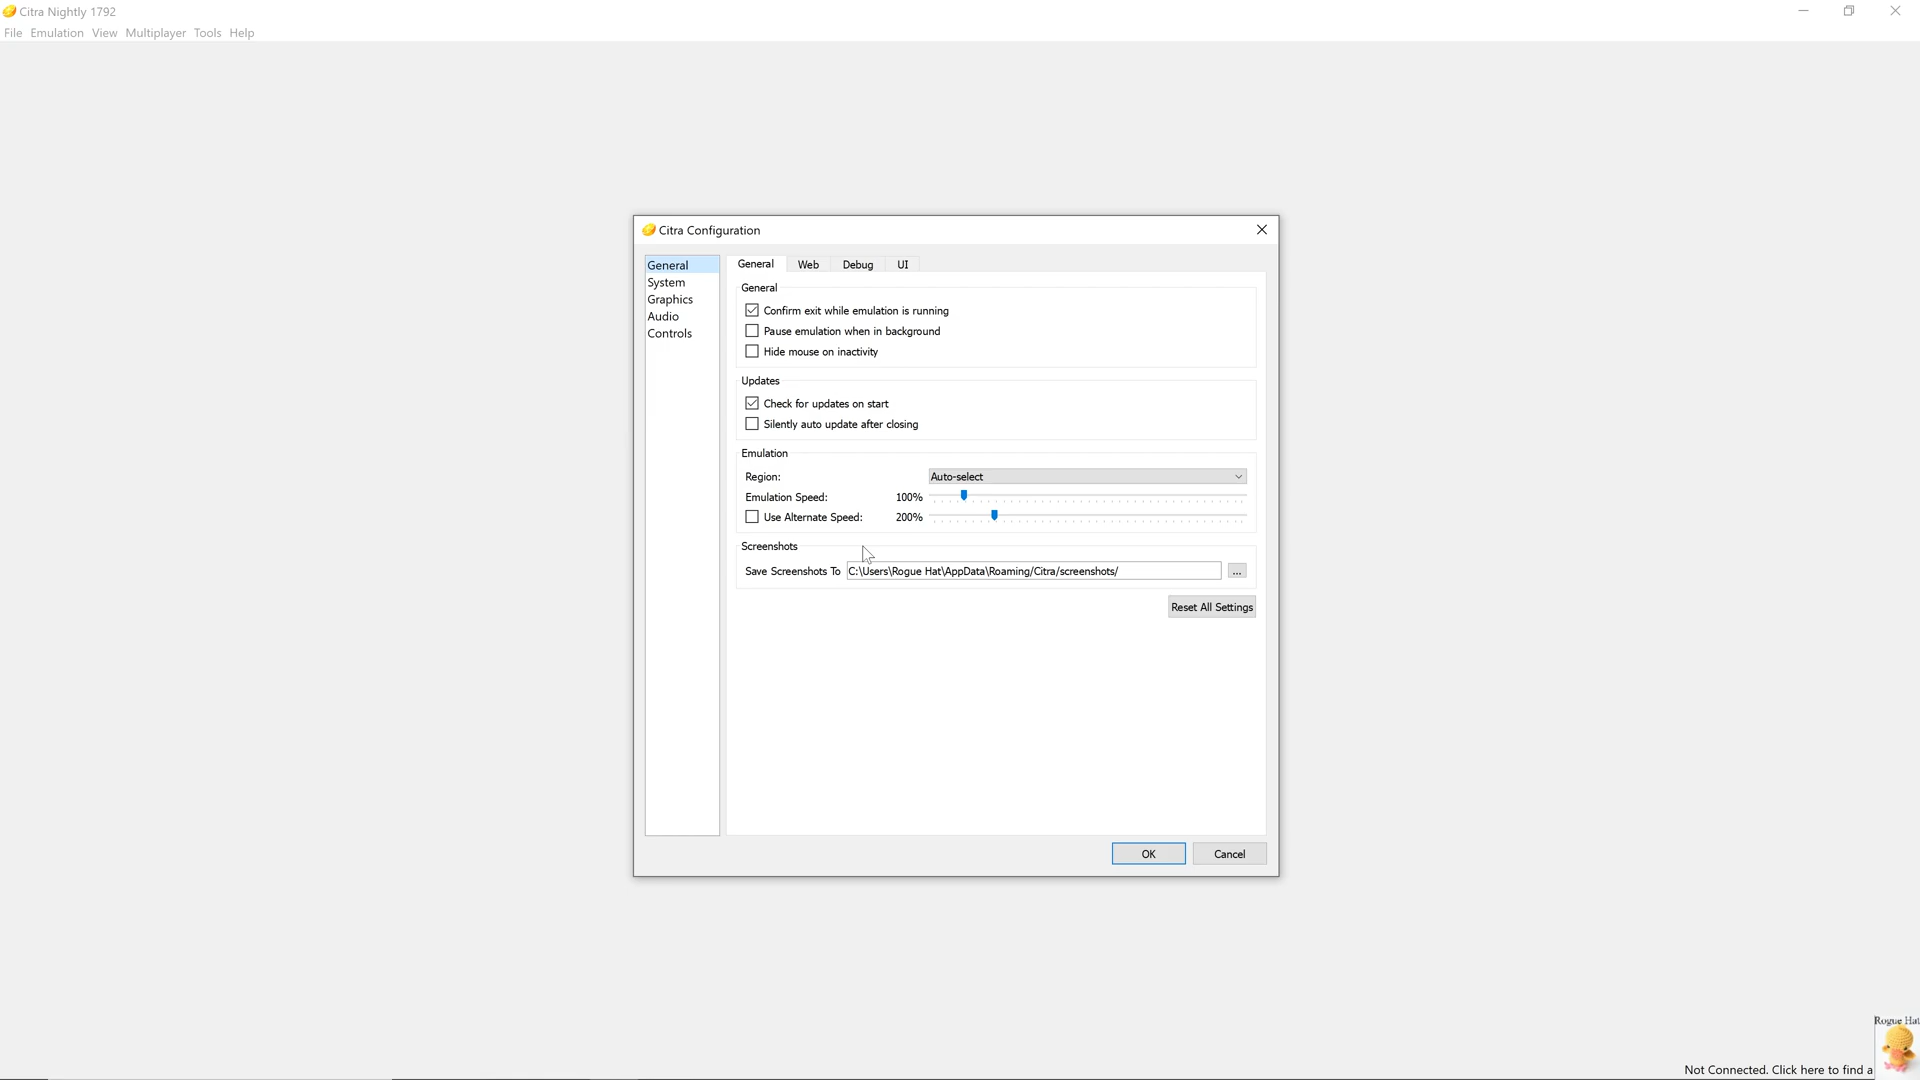 Citra Nightly 1792
File Emulation View Multiplayer Tools Help
Citra Configuration
General
System
Graphics
Audio
Controls
General Web Debug UI
General
Confirm exit while emulation is running
Pause emulation when in background
Hide mouse on inactivity
Updates
Check for updates on start
Silently auto update after closing
Emulation
Region: Auto-select
Emulation Speed: 100%
Use Alternate Speed: 200%
Screenshots
Save Screenshots To C:\Users\Rogue Hat\AppData\Roaming/Citra/screenshots/ ...
Reset All Settings
OK Cancel
Rogue Hat
Not Connected. Click here to find a